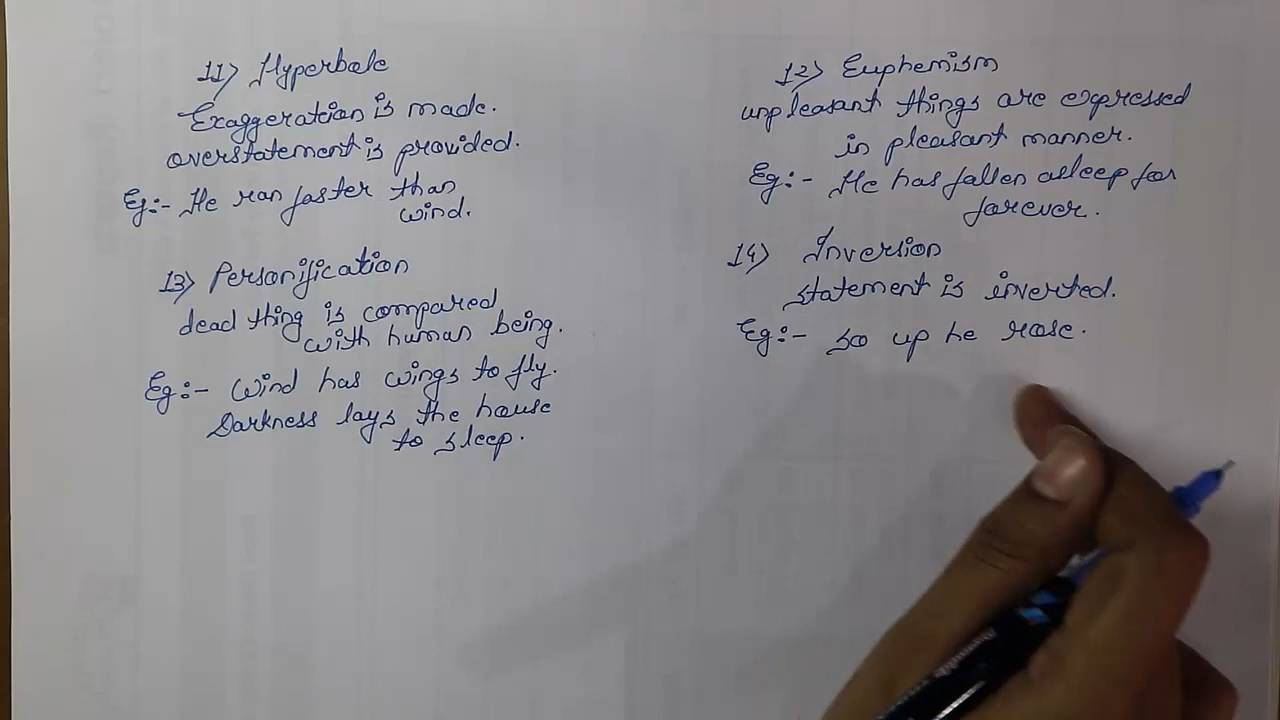 11) Hyperbole
Exaggeration is made.
overstatement is provided.
Eg:- He ran faster than
wind.
13) Personification
dead thing is compared
with human being.
Eg:- Wind has wings to fly.
Darkness lays the house
to sleep.
12) Euphemism
unpleasant things are expressed
in pleasant manner.
Eg:- He has fallen asleep for
forever.
14) Inversion
statement is inverted.
Eg:- so up he rose.